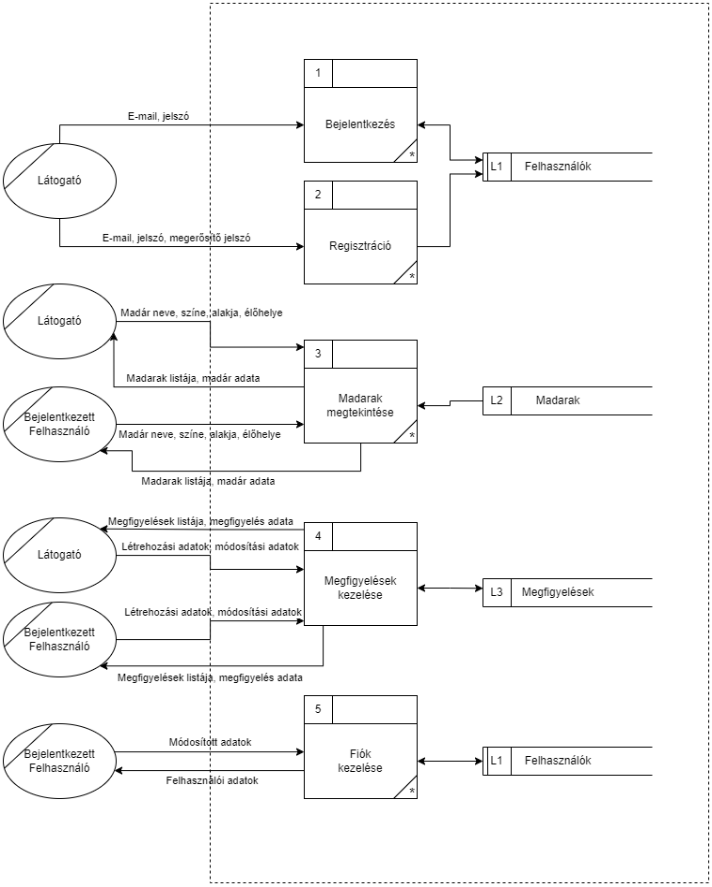 1
E-mail, jelszó
Bejelentkezés
*
Látogató
L1
Felhasználók
2
E-mail, jelszó, megerősítő jelszó
Regisztráció
*
Madár neve, színe, alakja, élőhelye
Látogató
3
Madarak listája, madár adata
Madarak
megtekintése
*
L2
Madarak
Bejelentkezett
Felhasználó
Madár neve, színe, alakja, élőhelye
Madarak listája, madár adata
Megfigyelések listája, megfigyelés adata
4
Látogató
Létrehozási adatok, módosítási adatok
Megfigyelések
kezelése
L3
Megfigyelések
Létrehozási adatok, módosítási adatok
Bejelentkezett
Felhasználó
Megfigyelések listája, megfigyelés adata
5
Módosított adatok
Bejelentkezett
Felhasználó
Fiók
kezelése
*
L1
Felhasználók
Felhasználói adatok